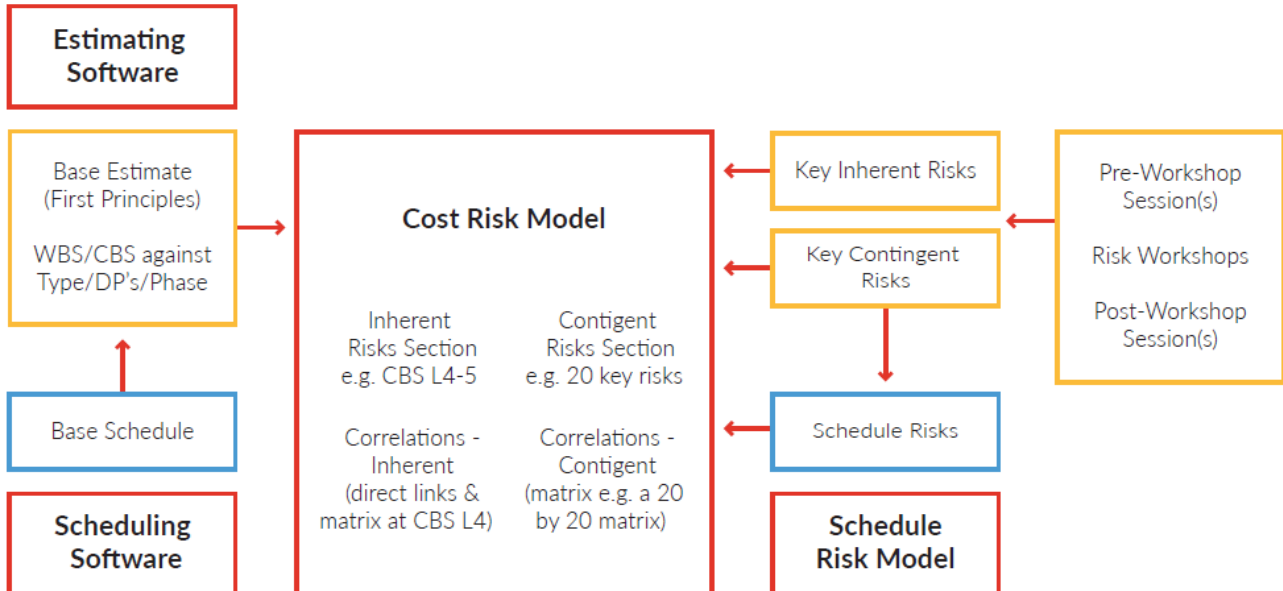 Estimating
Software
Base Estimate
(First Principles)
WBS/CBS against
Type/DP's/Phase
Base Schedule
Scheduling
Software
Cost Risk Model
Inherent
Risks Section
e.g. CBS L4-5
Contigent
Risks Section
e.g. 20 key risks
Correlations -
Inherent
(direct links &
matrix at CBS L4)
Correlations -
Contigent
(matrix e.g. a 20
by 20 matrix)
Key Inherent Risks
Key Contingent
Risks
Schedule Risks
Schedule
Risk Model
Pre-Workshop
Session(s)
Risk Workshops
Post-Workshop
Session(s)